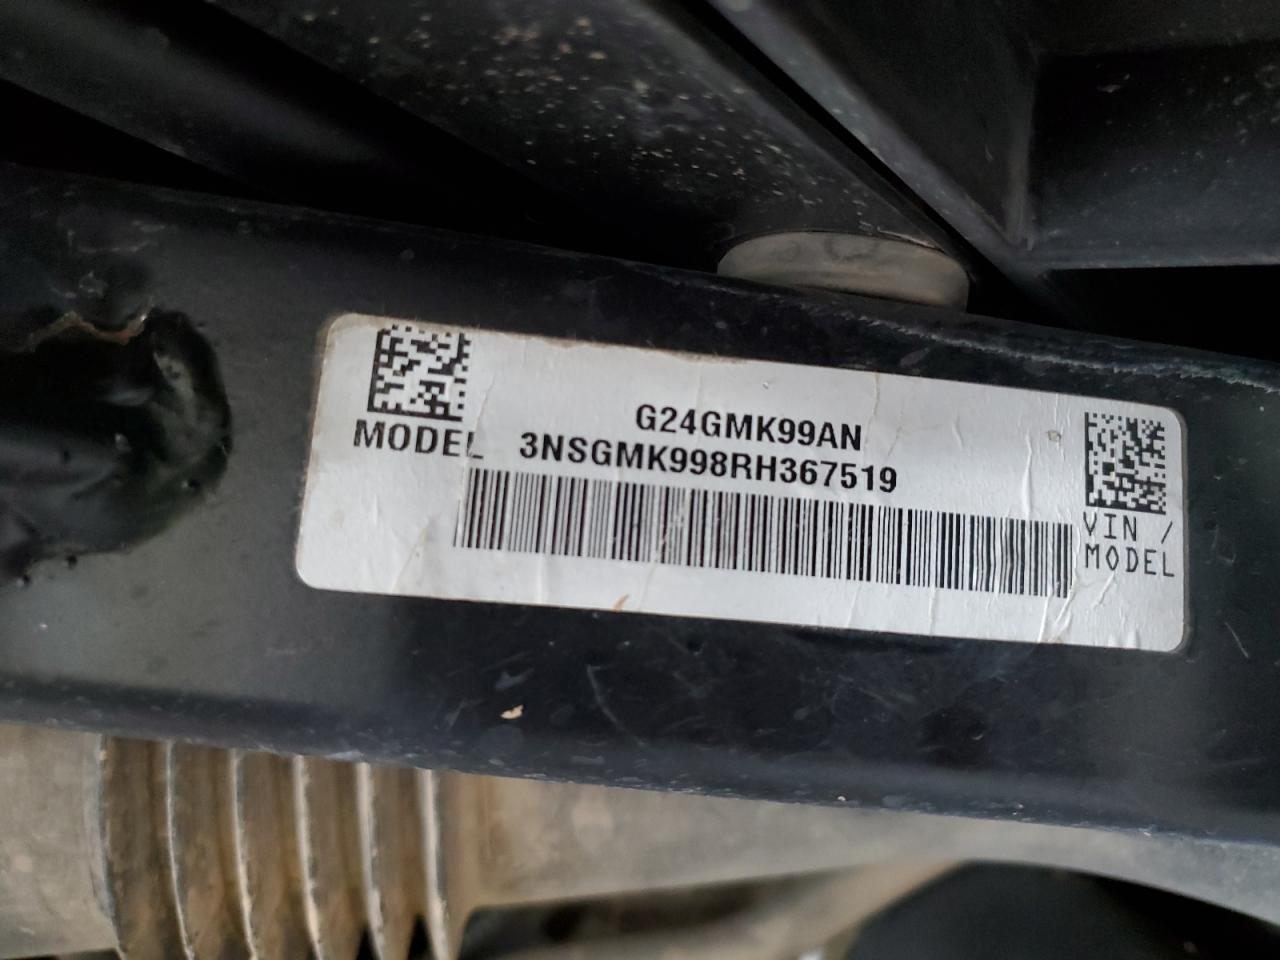 G24GMK99AN
MODEL 3NSGMK998RH367519
VIN /
MODEL